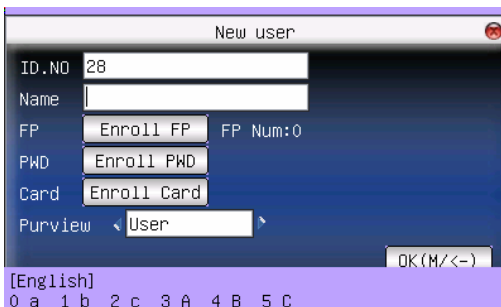 New user
ID.NO 28
Name
FP Enroll FP FP Num:0
PWD Enroll PWD
Card Enroll Card
Purview User
OK(M/<-)
[English]
0 a 1 b 2 c 3 A 4 B 5 C